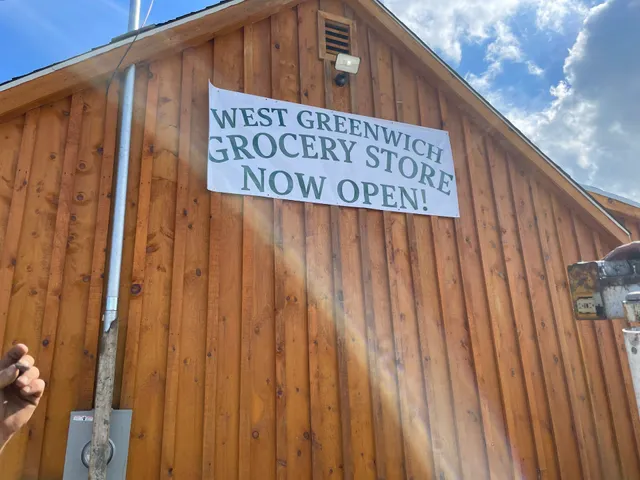 WEST GREENWICH
GROCERY STORE
NOW OPEN!